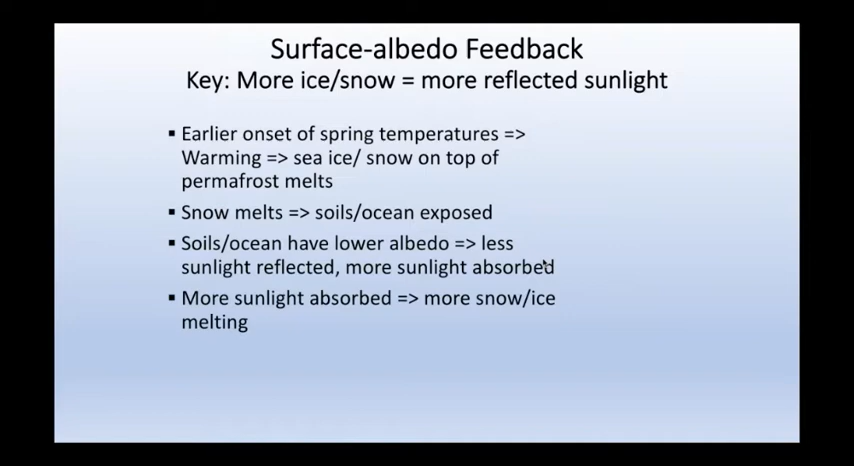 Surface-albedo Feedback
Key: More ice/snow = more reflected sunlight
▪ Earlier onset of spring temperatures =>
Warming => sea ice/ snow on top of
permafrost melts
▪ Snow melts => soils/ocean exposed
▪ Soils/ocean have lower albedo => less
sunlight reflected, more sunlight absorbed
▪ More sunlight absorbed => more snow/ice
melting